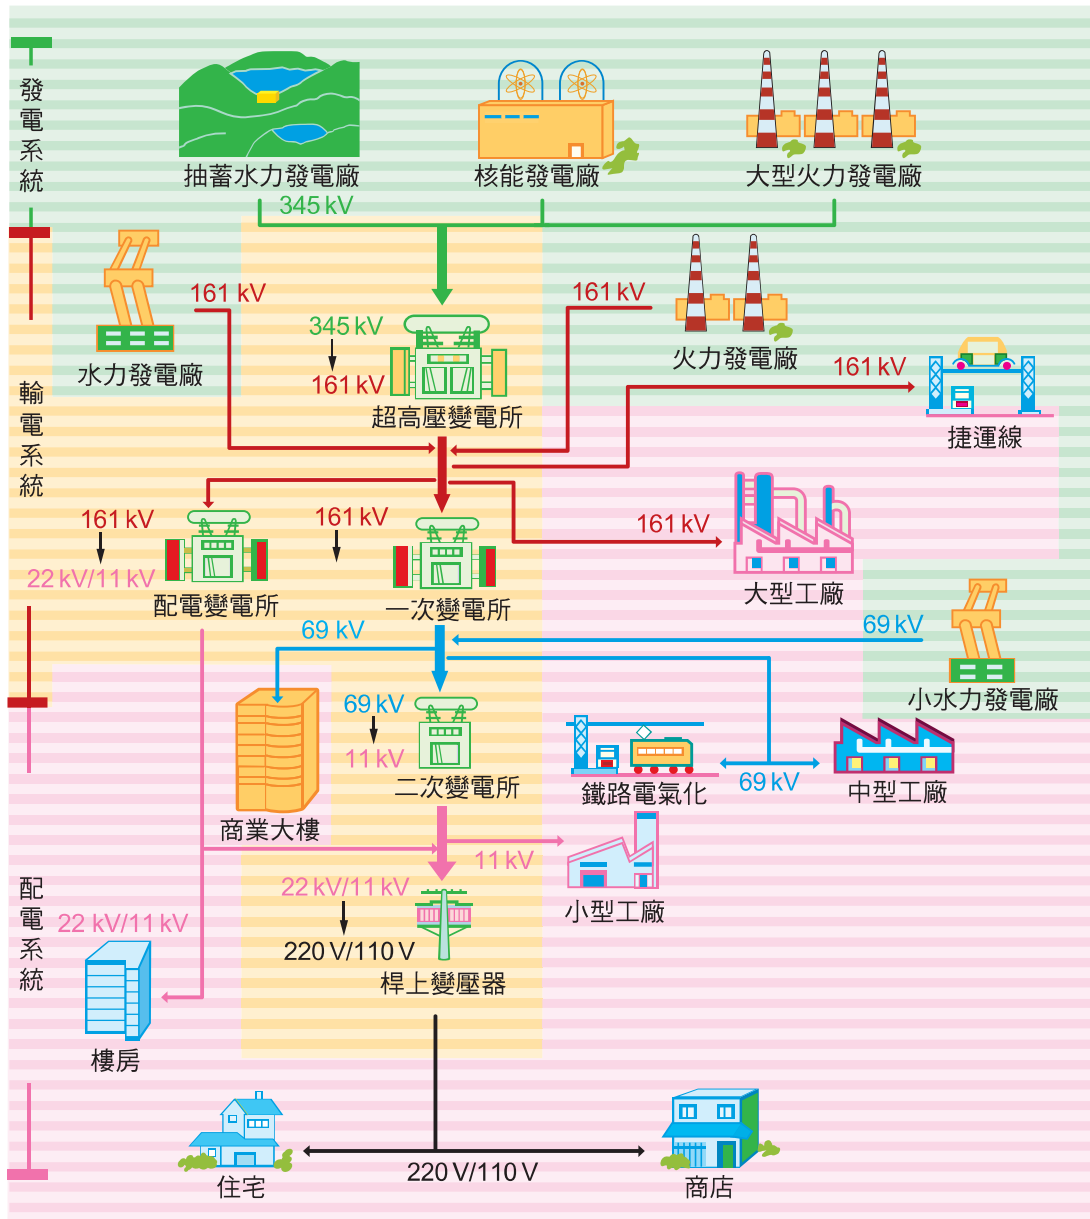 發電系統
抽蓄水力發電廠
核能發電廠
大型火力發電廠
345 kV
161 kV
水力發電廠
161 kV
火力發電廠
345 kV
161 kV
超高壓變電所
161 kV
捷運線
輸電系統
161 kV
22 kV/11 kV
配電變電所
161 kV
一次變電所
161 kV
大型工廠
69 kV
69 kV
小水力發電廠
商業大樓
69 kV
11 kV
二次變電所
鐵路電氣化
69 kV
中型工廠
11 kV
小型工廠
配電系統
22 kV/11 kV
樓房
22 kV/11 kV
220 V/110 V
桿上變壓器
住宅
220 V/110 V
商店